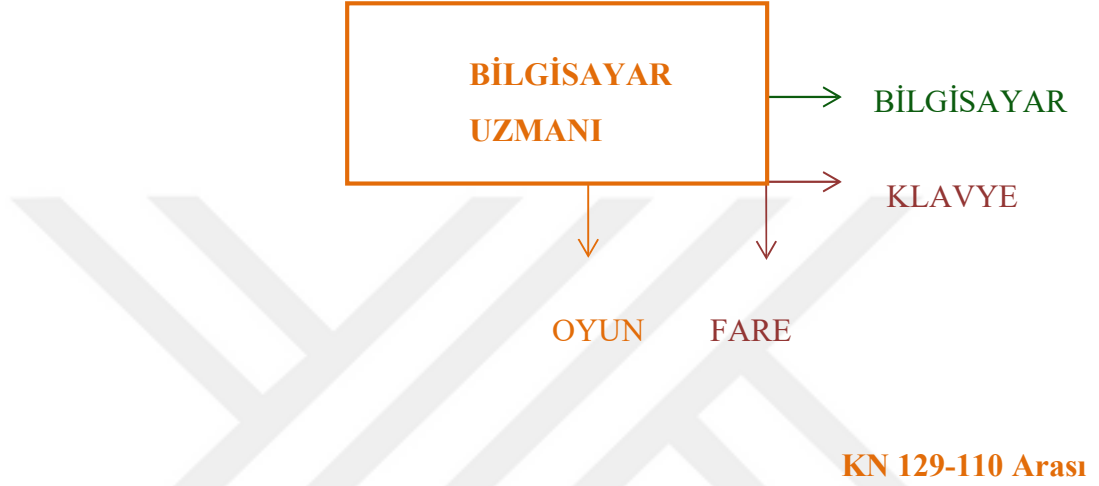 BİLGİSAYAR
UZMANI
BİLGİSAYAR
KLAVYE
OYUN FARE
KN 129-110 Arası